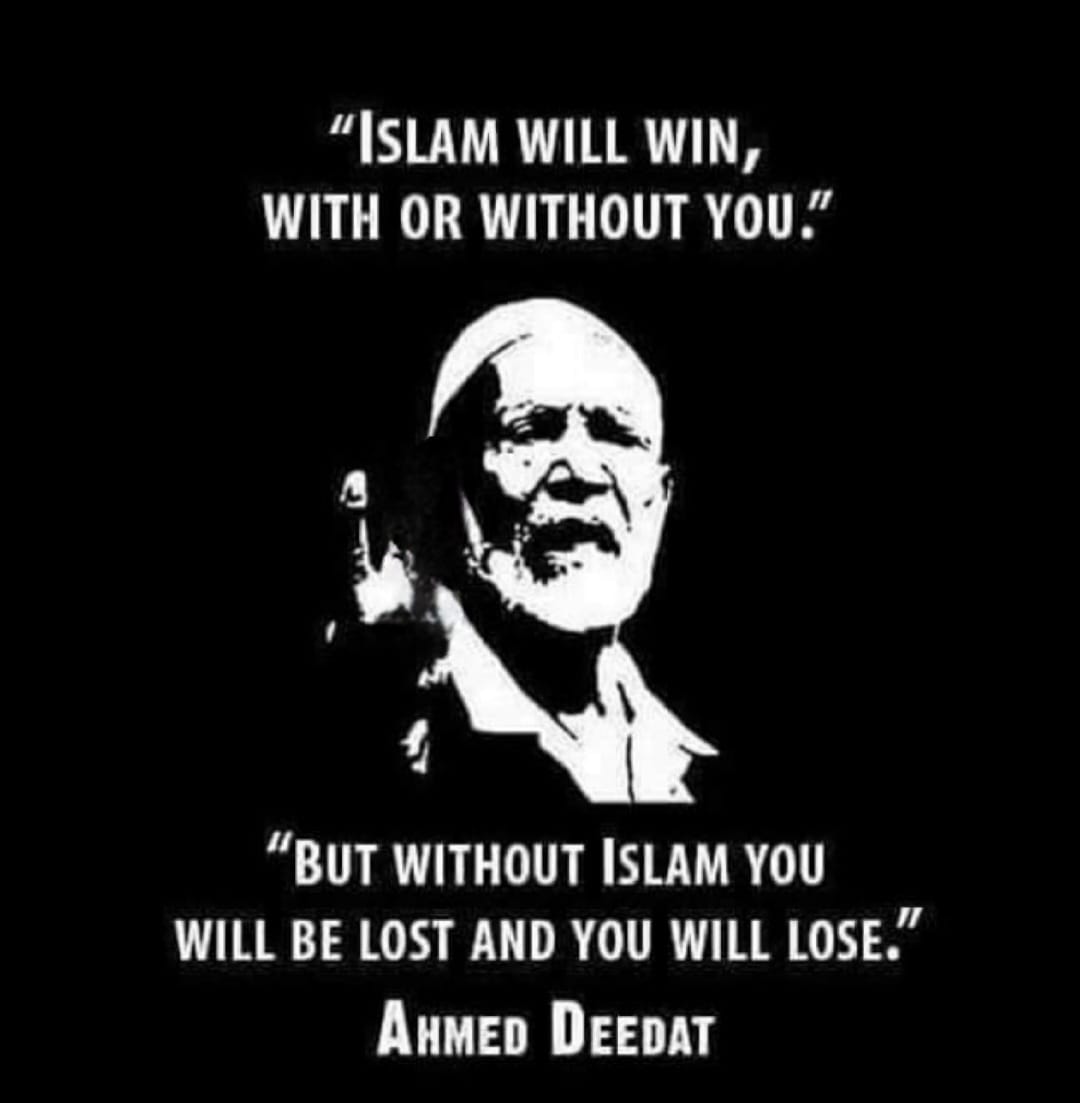 “Islam will win,
with or without you.”
“But without Islam you
will be lost and you will lose.”
Ahmed Deedat